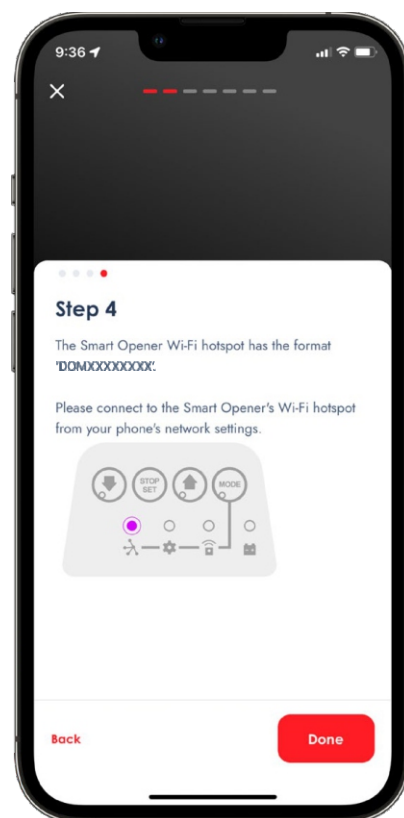 9:36
Step 4
The Smart Opener Wi-Fi hotspot has the format
'DOMXXXXXXXX'.
Please connect to the Smart Opener's Wi-Fi hotspot
from your phone's network settings.
STOP
SET
MODE
Back
Done